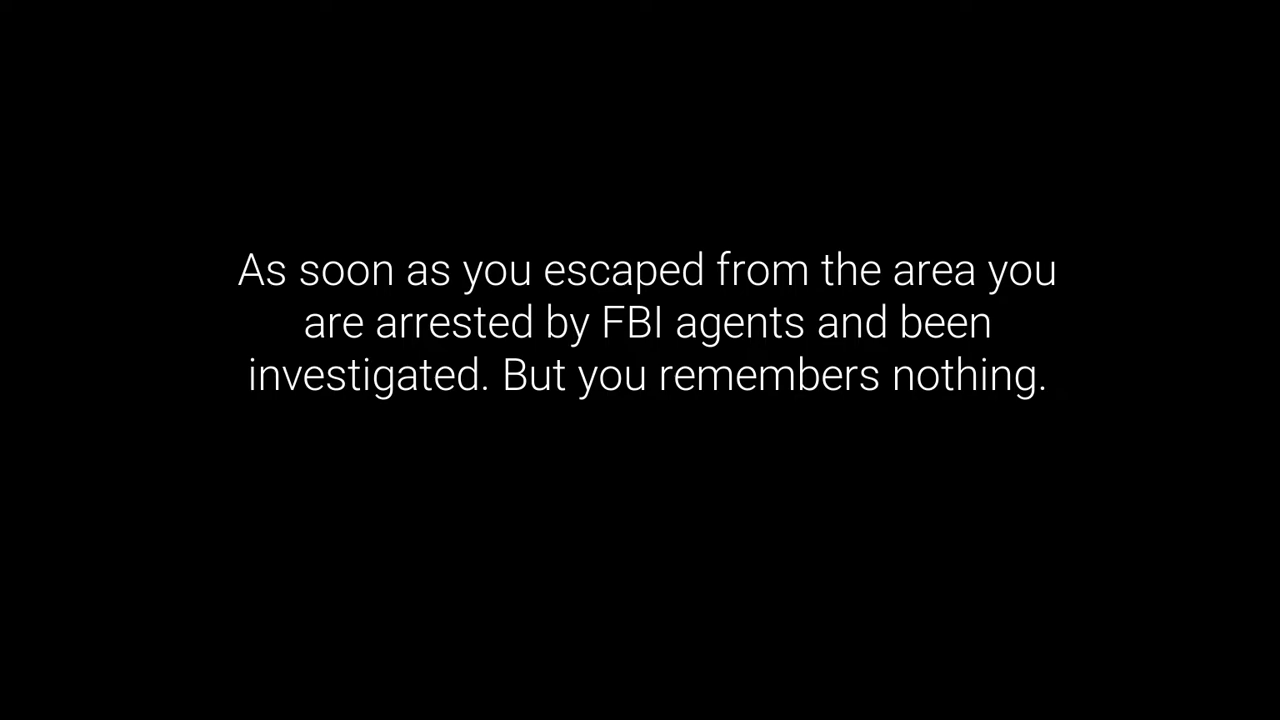 As soon as you escaped from the area you
are arrested by FBI agents and been
investigated. But you remembers nothing.